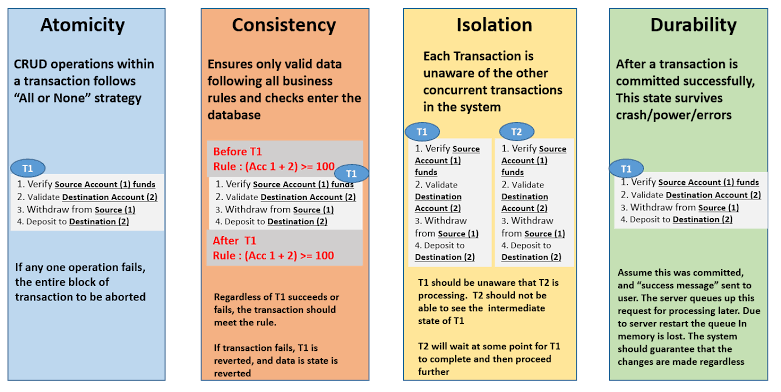 Atomicity
CRUD operations within
a transaction follows
“All or None” strategy
T1
1. Verify Source Account (1) funds
2. Validate Destination Account (2)
3. Withdraw from Source (1)
4. Deposit to Destination (2)
If any one operation fails,
the entire block of
transaction to be aborted
Consistency
Ensures only valid data
following all business
rules and checks enter the
database
Before T1
Rule : (Acc 1 + 2) >= 100
T1
1. Verify Source Account (1) funds
2. Validate Destination Account (2)
3. Withdraw from Source (1)
4. Deposit to Destination (2)
After T1
Rule : (Acc 1 + 2) >= 100
Regardless of T1 succeeds or
fails, the transaction should
meet the rule.
If transaction fails, T1 is
reverted, and data is state is
reverted
Isolation
Each Transaction is
unaware of the other
concurrent transactions
in the system
T1
1. Verify Source
Account (1)
funds
2. Validate
Destination
Account (2)
3. Withdraw
from Source (1)
4. Deposit to
Destination (2)
T2
1. Verify Source
Account (1)
funds
2. Validate
Destination
Account (2)
3. Withdraw
from Source (1)
4. Deposit to
Destination (2)
T1 should be unaware that T2 is
processing. T2 should not be
able to see the intermediate
state of T1
T2 will wait at some point for T1
to complete and then proceed
further
Durability
After a transaction is
committed successfully,
This state survives
crash/power/errors
T1
1. Verify Source Account (1) funds
2. Validate Destination Account (2)
3. Withdraw from Source (1)
4. Deposit to Destination (2)
Assume this was committed,
and “success message” sent to
user. The server queues up this
request for processing later. Due
to server restart the queue In
memory is lost. The system
should guarantee that the
changes are made regardless